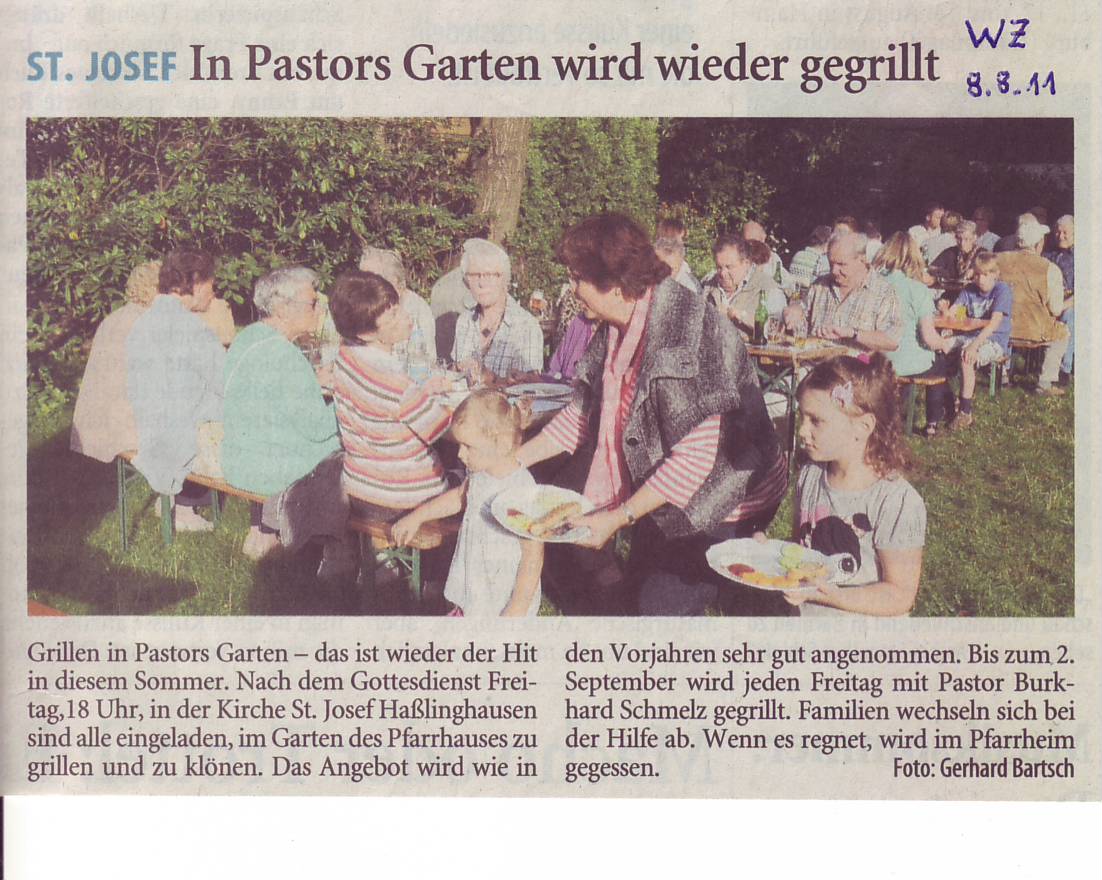 ST. JOSEF In Pastors Garten wird wieder gegrillt
WZ
8.8.11
Grillen in Pastors Garten – das ist wieder der Hit
in diesem Sommer. Nach dem Gottesdienst Frei-
tag,18 Uhr, in der Kirche St. Josef Haßlinghausen
sind alle eingeladen, im Garten des Pfarrhauses zu
grillen und zu klönen. Das Angebot wird wie in
den Vorjahren sehr gut angenommen. Bis zum 2.
September wird jeden Freitag mit Pastor Burk-
hard Schmelz gegrillt. Familien wechseln sich bei
der Hilfe ab. Wenn es regnet, wird im Pfarrheim
gegessen.
Foto: Gerhard Bartsch